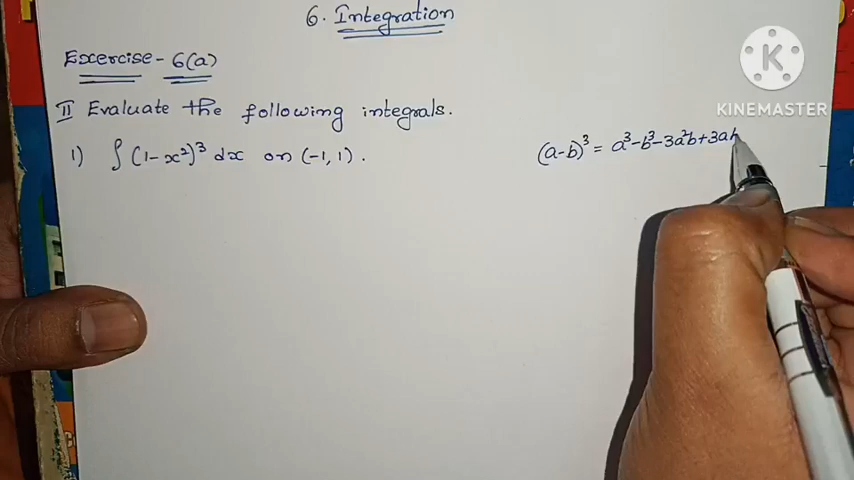 6. Integration
Excercise - 6(a)
II Evaluate the following integrals.
1) ∫ (1-x²)³ dx on (-1, 1).
(a-b)³ = a³-b³-3a²b+3ab
KINEMASTER